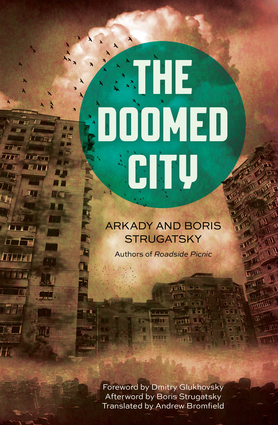 THE
DOOMED
CITY
ARKADY AND BORIS
STRUGATSKY
Authors of Roadside Picnic
Foreword by Dmitry Glukhovsky
Afterword by Boris Strugatsky
Translated by Andrew Bromfield